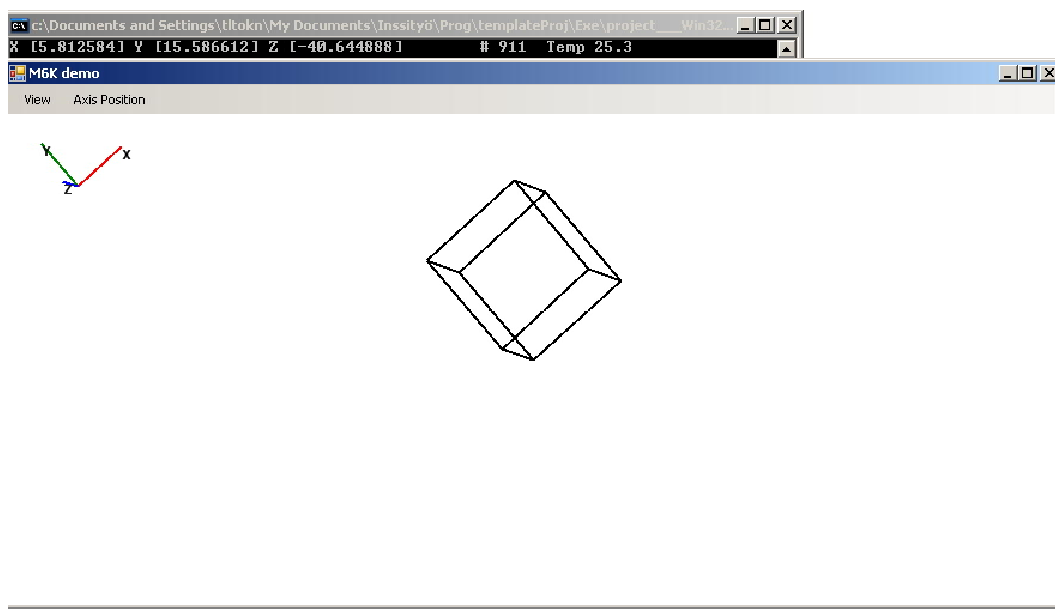 c:\Documents and Settings\tltokn\My Documents\Inssityö\Prog\templateProj\Exe\project___Win32...
X [5.812584] Y [15.586612] Z [-40.644888] # 911 Temp 25.3
M6K demo
View Axis Position
Y
X
Z